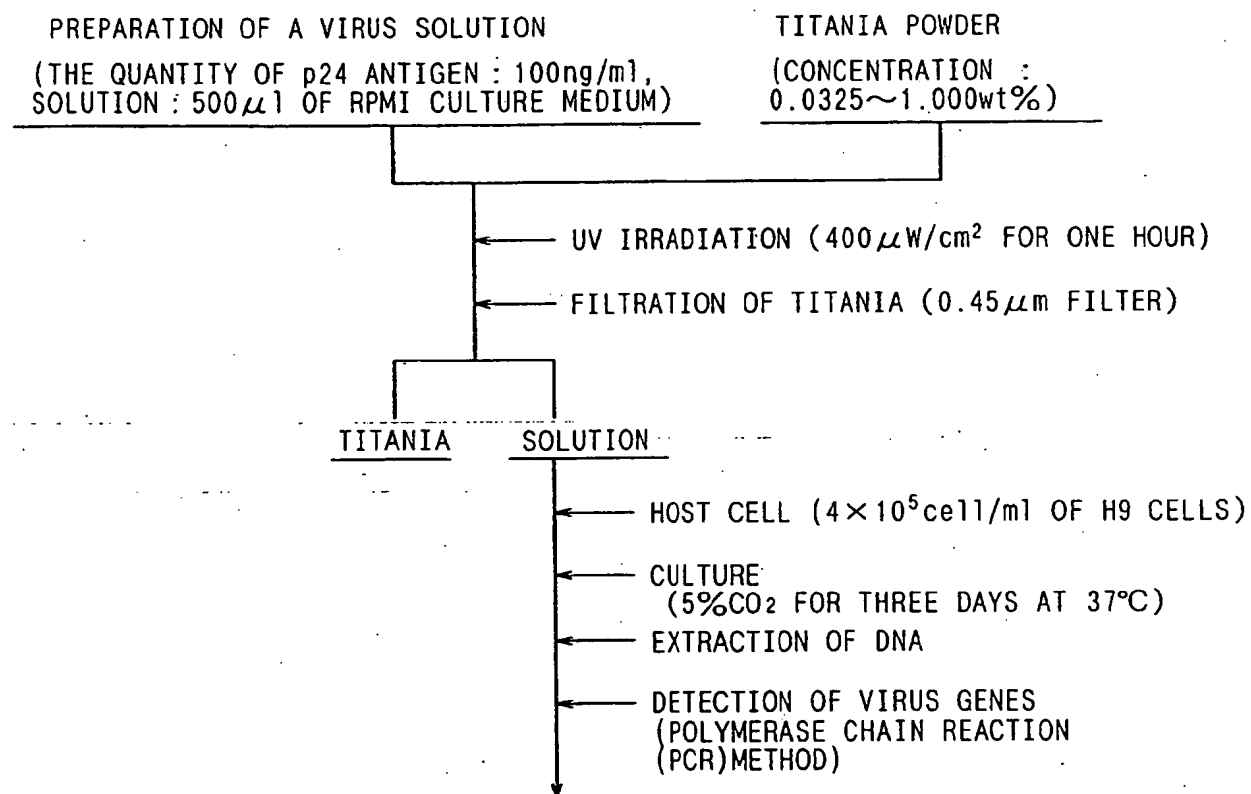 PREPARATION OF A VIRUS SOLUTION
(THE QUANTITY OF p24 ANTIGEN : 100ng/ml,
SOLUTION : 500μl OF RPMI CULTURE MEDIUM)
TITANIA POWDER
(CONCENTRATION :
0.0325~1.000wt%)
UV IRRADIATION (400μW/cm² FOR ONE HOUR)
FILTRATION OF TITANIA (0.45μm FILTER)
TITANIA
SOLUTION
HOST CELL (4×10⁵cell/ml OF H9 CELLS)
CULTURE
(5%CO₂ FOR THREE DAYS AT 37°C)
EXTRACTION OF DNA
DETECTION OF VIRUS GENES
(POLYMERASE CHAIN REACTION
(PCR)METHOD)